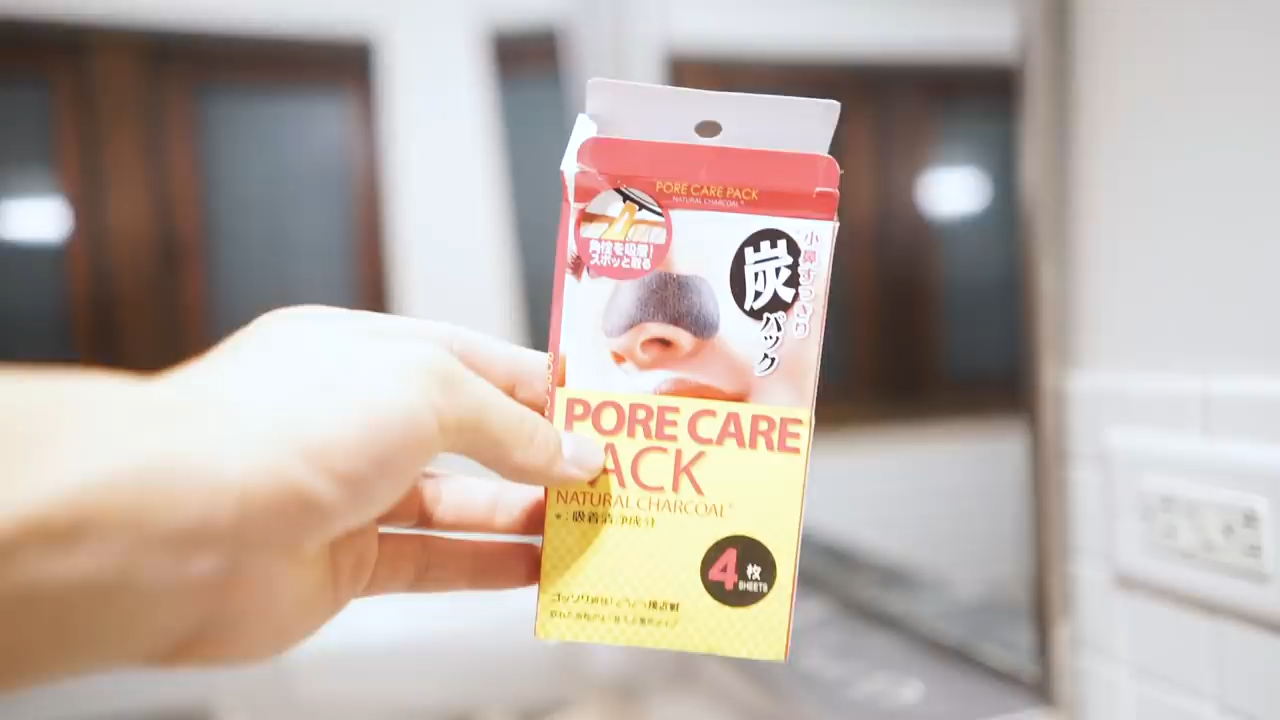 PORE CARE PACK
NATURAL CHARCOAL*
角栓を吸着!
スポッと取る
小鼻すっきり
炭
パック
PORE CARE
ACK
NATURAL CHARCOAL*
*:吸着清浄成分
4枚
SHEETS